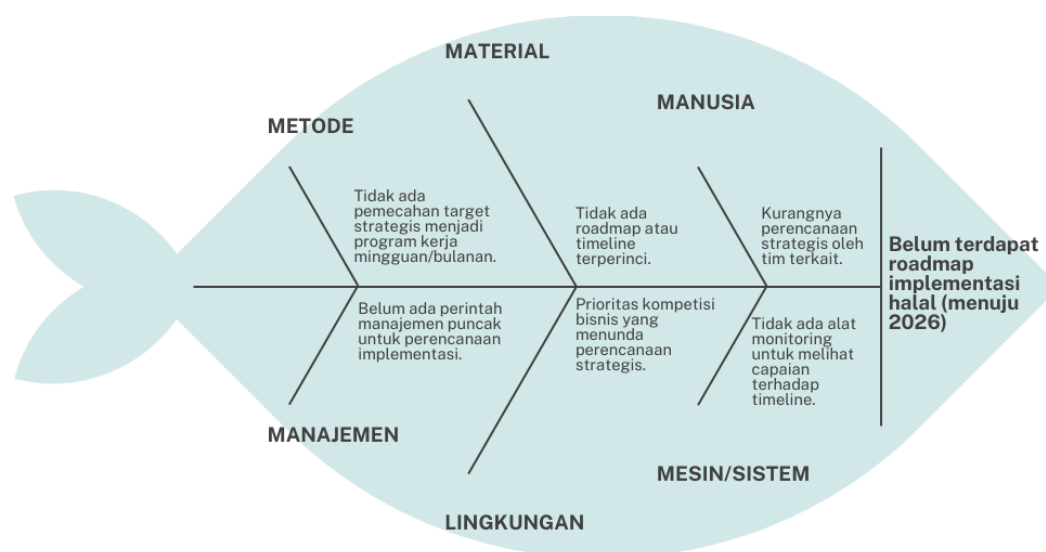 MATERIAL
MANUSIA
METODE
Tidak ada
pemecahan target
strategis menjadi
program kerja
mingguan/bulanan.
Tidak ada
roadmap atau
timeline
terperinci.
Kurangnya
perencanaan
strategis oleh
tim terkait.
Belum terdapat
roadmap
implementasi
halal (menuju
2026)
Belum ada perintah
manajemen puncak
untuk perencanaan
implementasi.
Prioritas kompetisi
bisnis yang
menunda
perencanaan
strategis.
Tidak ada alat
monitoring
untuk melihat
capaian
terhadap
timeline.
MANAJEMEN
MESIN/SISTEM
LINGKUNGAN